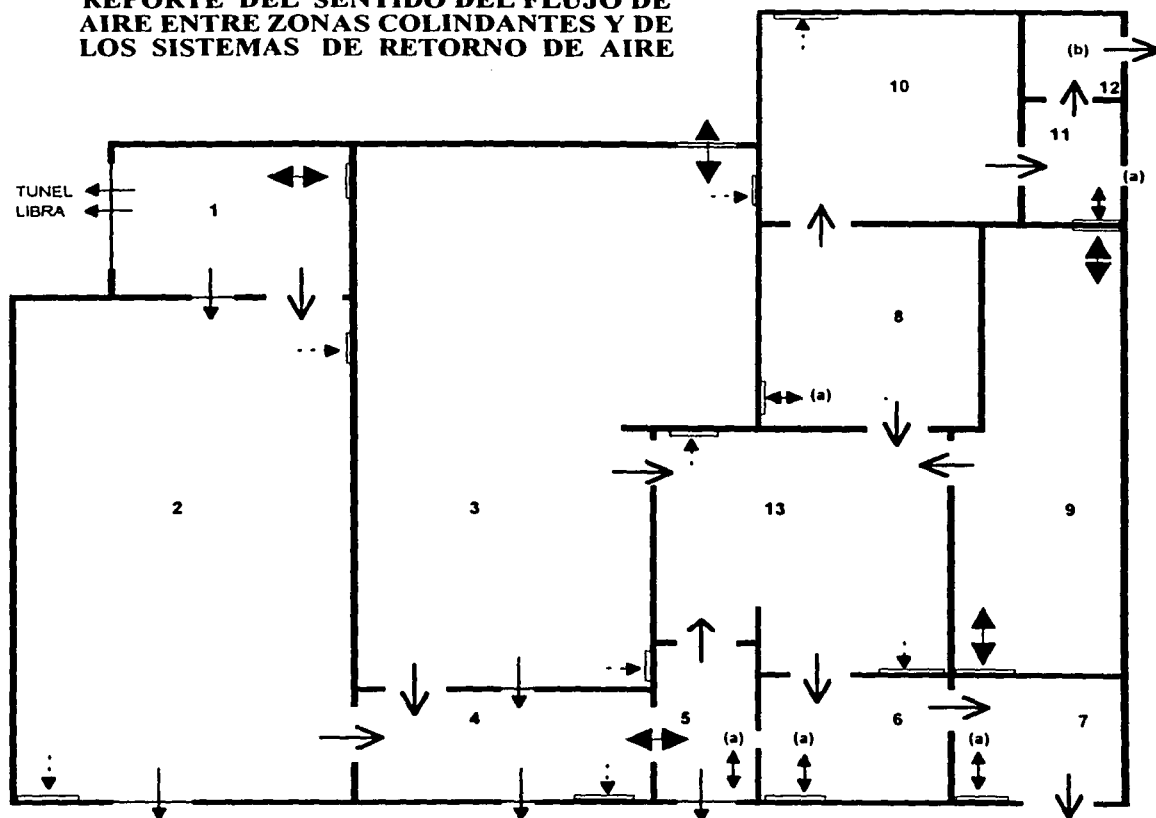 REPORTE DEL SENTIDO DEL FLUJO DE
AIRE ENTRE ZONAS COLINDANTES Y DE
LOS SISTEMAS DE RETORNO DE AIRE
(b)
10
12
11
(a)
TUNEL
LIBRA
1
8
(a)
2
3
13
9
4
5
6
7
(a)
(a)
(a)